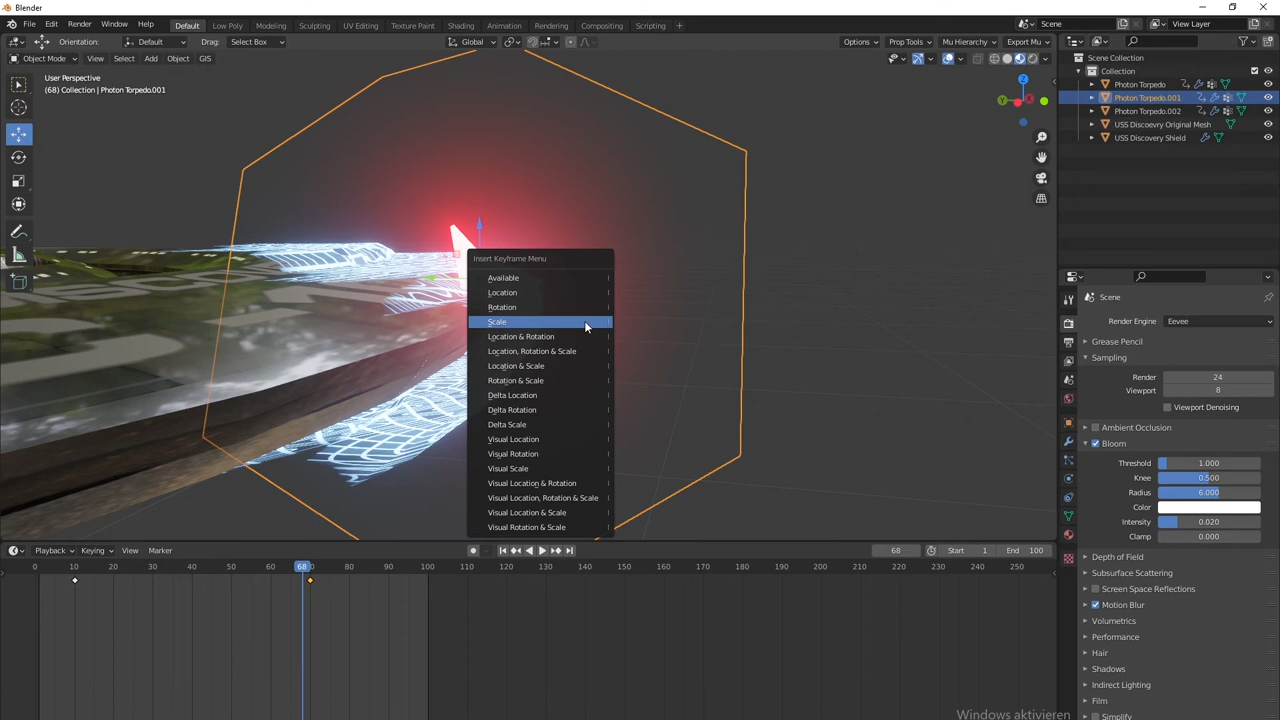 Blender
File Edit Render Window Help Default Low Poly Modeling Sculpting UV Editing Texture Paint Shading Animation Rendering Compositing Scripting + Scene View Layer
Orientation: Default Drag: Select Box Global Options Prop Tools Mu Hierarchy Export Mu
Object Mode View Select Add Object GIS
User Perspective
(68) Collection | Photon Torpedo.001
Scene Collection
Collection
Photon Torpedo
Photon Torpedo.001
Photon Torpedo.002
USS Discoevry Original Mesh
USS Discovery Shield
Z
Insert Keyframe Menu
Available I
Location I
Rotation I
Scale I
Location & Rotation I
Location, Rotation & Scale I
Location & Scale I
Rotation & Scale I
Delta Location I
Delta Rotation I
Delta Scale I
Visual Location I
Visual Rotation I
Visual Scale I
Visual Location & Rotation I
Visual Location, Rotation & Scale I
Visual Location & Scale I
Visual Rotation & Scale I
Scene
Render Engine Eevee
Grease Pencil
Sampling
Render 24
Viewport 8
Viewport Denoising
Ambient Occlusion
Bloom
Threshold 1.000
Knee 0.500
Radius 6.000
Color
Intensity 0.020
Clamp 0.000
Depth of Field
Subsurface Scattering
Screen Space Reflections
Motion Blur
Volumetrics
Performance
Hair
Shadows
Indirect Lighting
Film
Simplify
Playback Keying View Marker 68 Start 1 End 100
0 10 20 30 40 50 60 68 80 90 100 110 120 130 140 150 160 170 180 190 200 210 220 230 240 250
Windows aktivieren